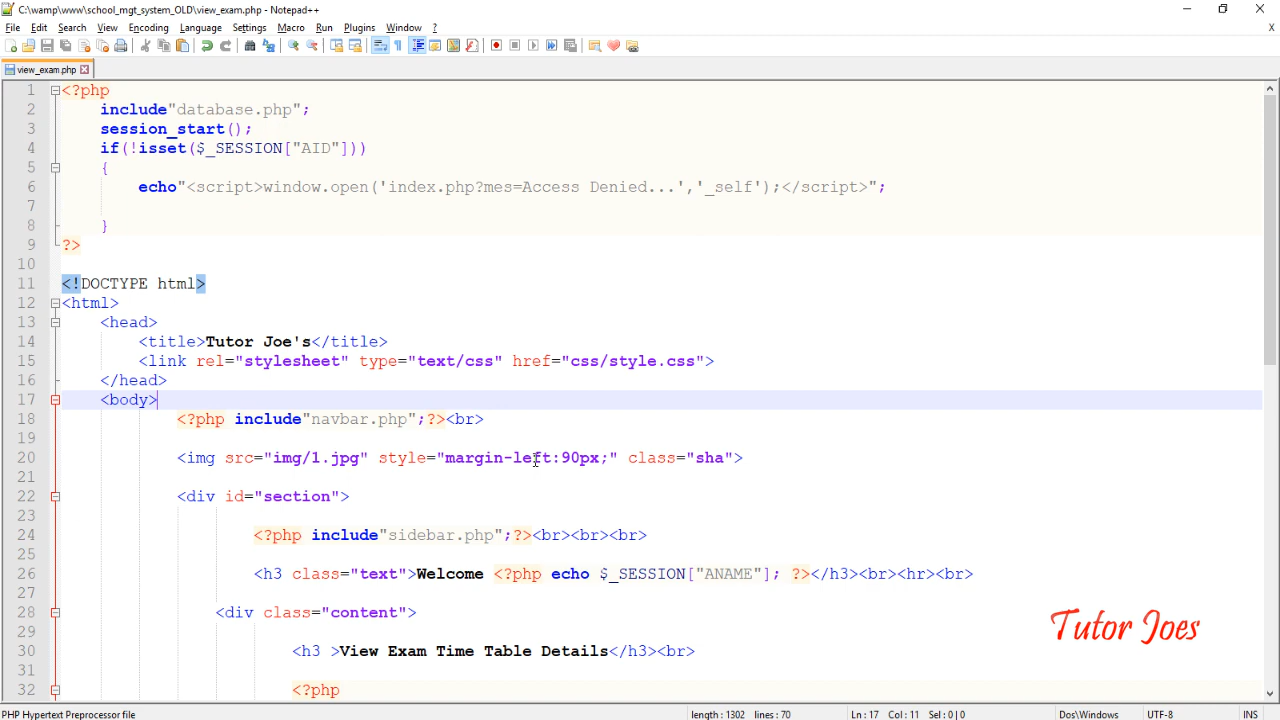 C:\wamp\www\school_mgt_system_OLD\view_exam.php - Notepad++
File Edit Search View Encoding Language Settings Macro Run Plugins Window ?
X
view_exam.php
1 <?php
2 include"database.php";
3 session_start();
4 if(!isset($_SESSION["AID"]))
5 {
6 echo"<script>window.open('index.php?mes=Access Denied...','_self');</script>";
7
8 }
9 ?>
10
11 <!DOCTYPE html>
12 <html>
13 <head>
14 <title>Tutor Joe's</title>
15 <link rel="stylesheet" type="text/css" href="css/style.css">
16 </head>
17 <body>
18 <?php include"navbar.php";?><br>
19
20 <img src="img/1.jpg" style="margin-left:90px;" class="sha">
21
22 <div id="section">
23
24 <?php include"sidebar.php";?><br><br><br>
25
26 <h3 class="text">Welcome <?php echo $_SESSION["ANAME"]; ?></h3><br><hr><br>
27
28 <div class="content">
29
30 <h3 >View Exam Time Table Details</h3><br>
31
32 <?php
Tutor Joes
PHP Hypertext Preprocessor file length : 1302 lines : 70 Ln : 17 Col : 11 Sel : 0 | 0 Dos\Windows UTF-8 INS